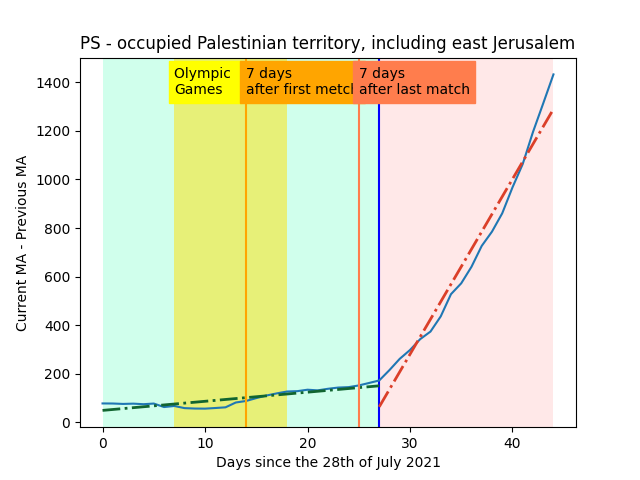 PS - occupied Palestinian territory, including east Jerusalem
Olympic
Games
7 days
after first metch
7 days
after last match
Current MA - Previous MA
1400
1200
1000
800
600
400
200
0
0 10 20 30 40
Days since the 28th of July 2021